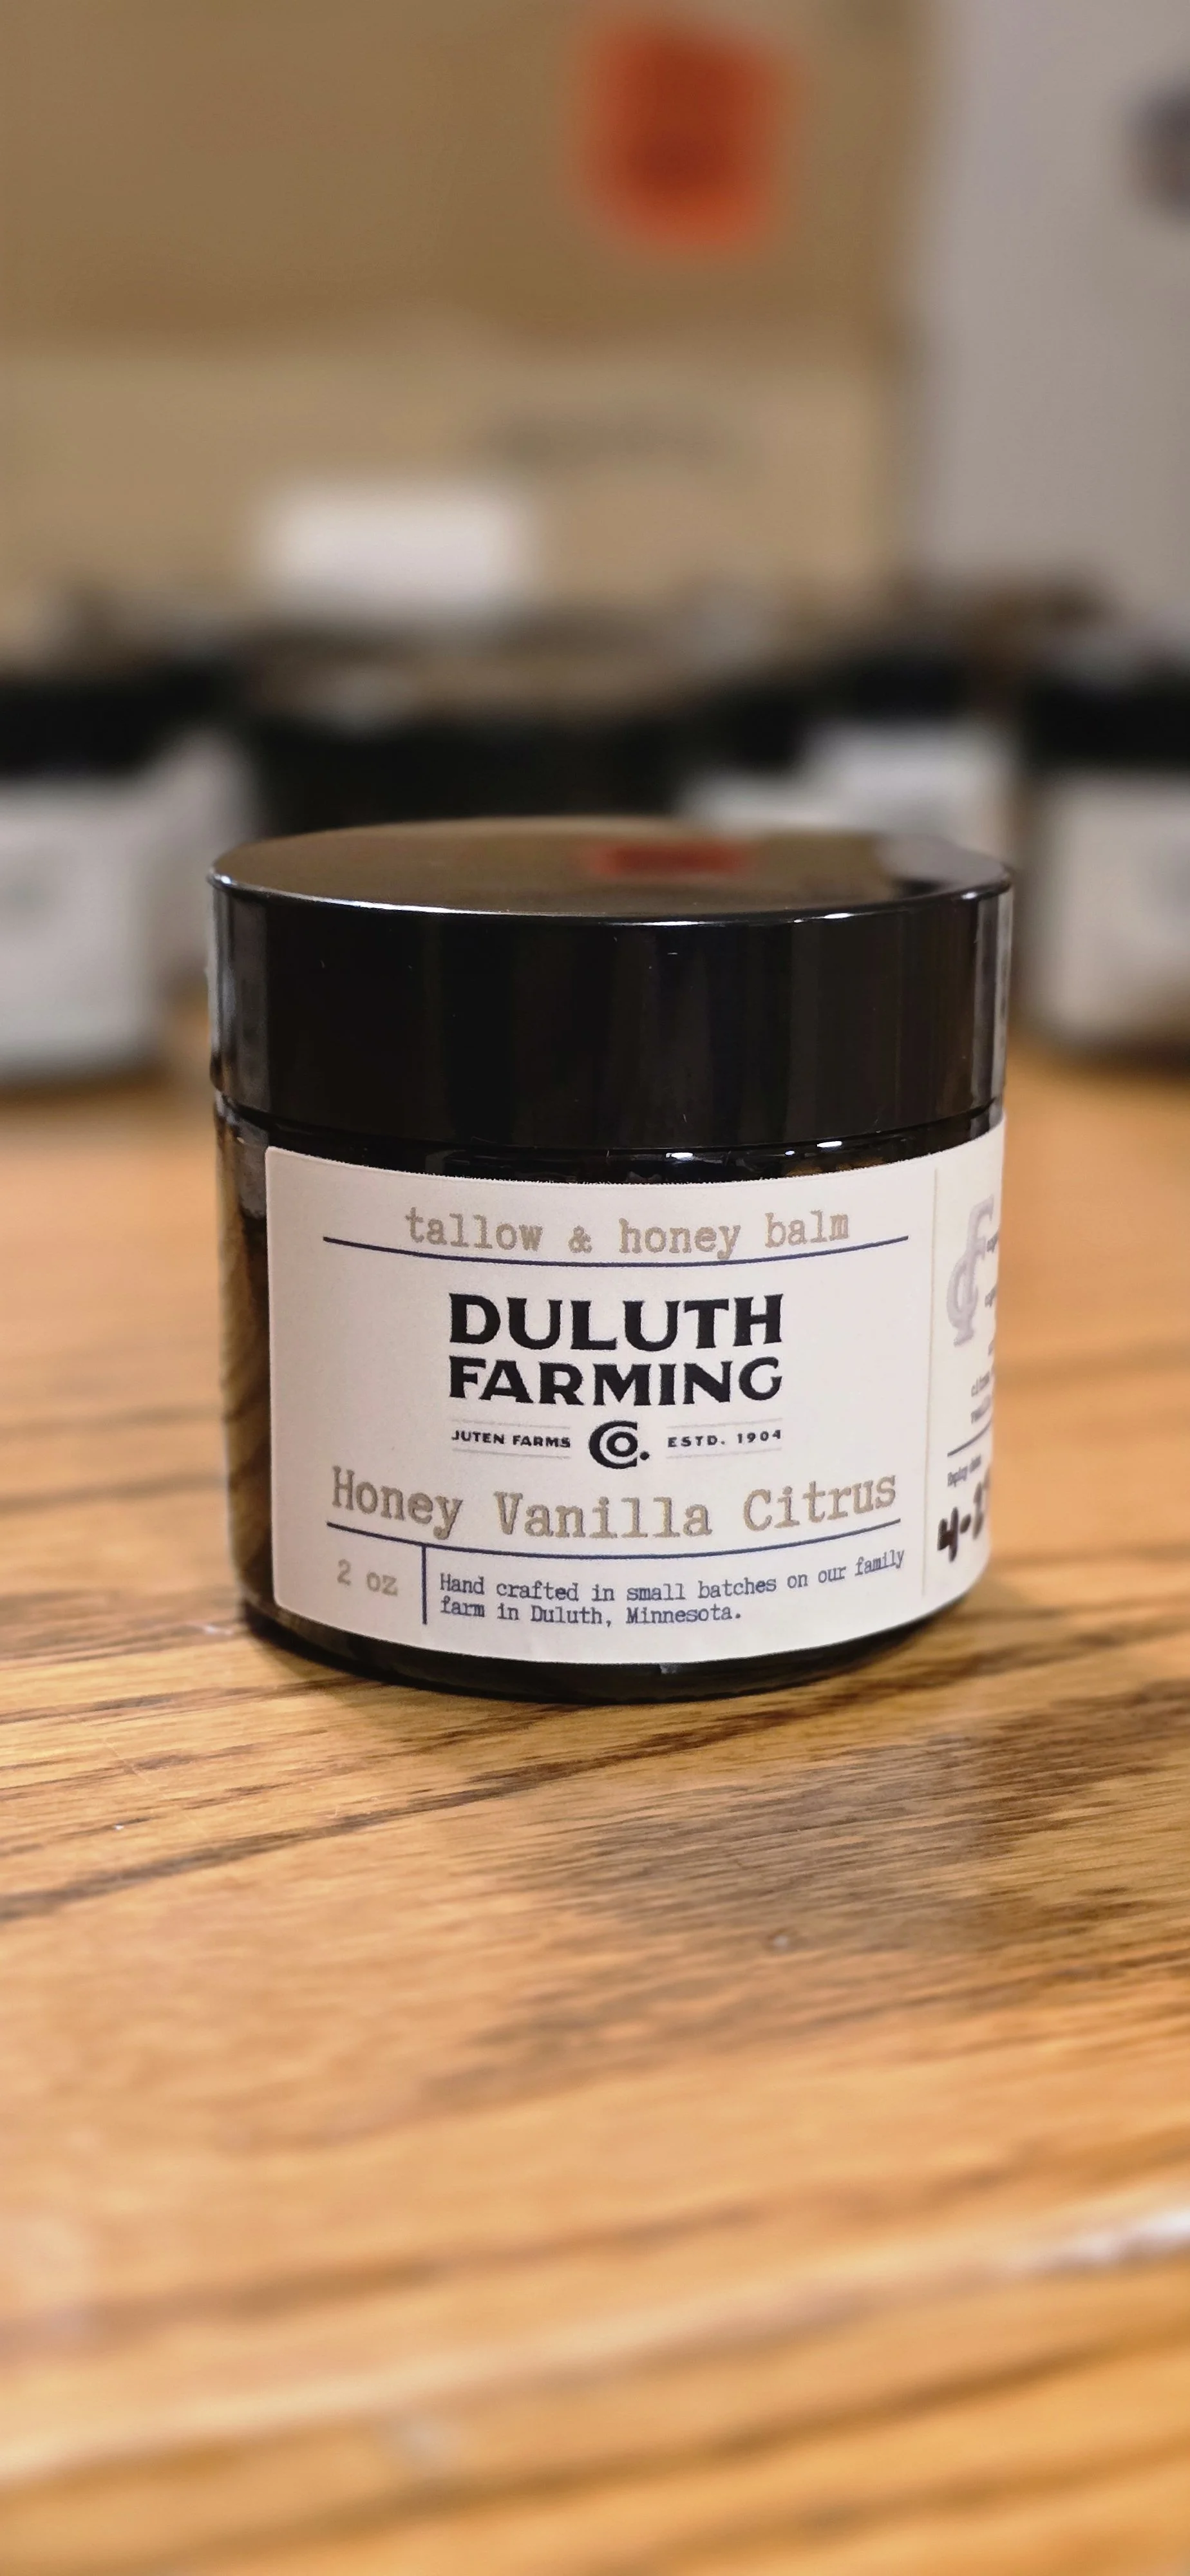 tallow & honey balm
DULUTH
FARMING
JUTEN FARMS CO. ESTD. 1904
Honey Vanilla Citrus
2 oz
Hand crafted in small batches on our family
farm in Duluth, Minnesota.